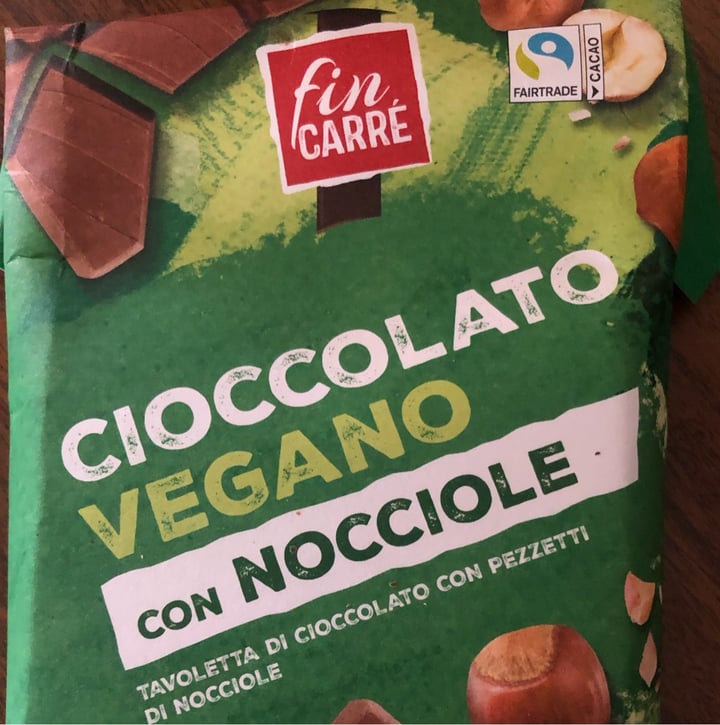 fin
CARRÉ
FAIRTRADE
CACAO
CIOCCOLATO
VEGANO
CON NOCCIOLE
TAVOLETTA DI CIOCCOLATO CON PEZZETTI
DI NOCCIOLE